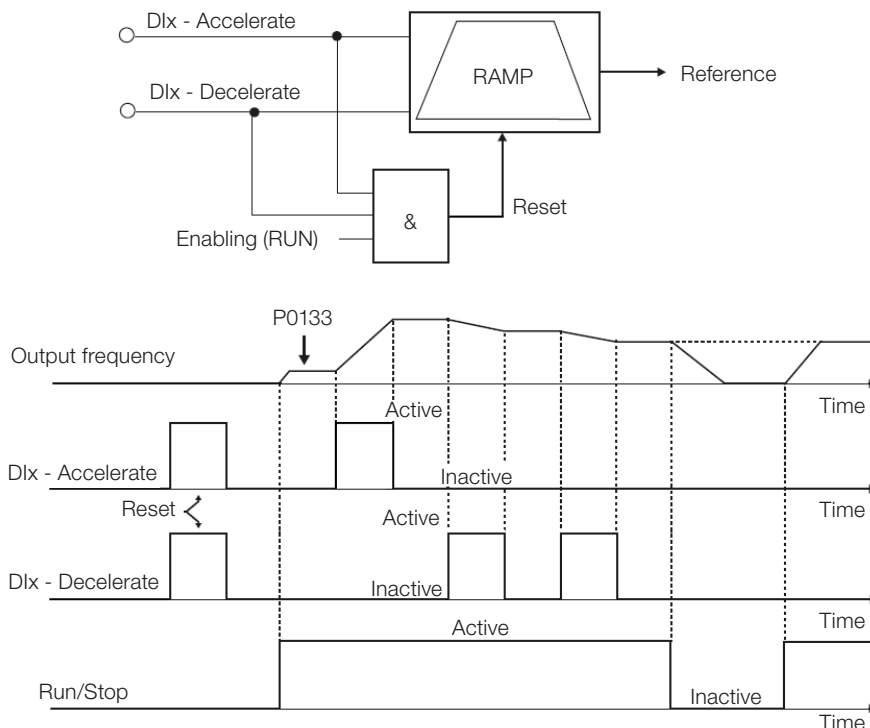 DIx - Accelerate
DIx - Decelerate
RAMP
Reference
Reset
&
Enabling (RUN)
P0133
Output frequency
Time
Active
DIx - Accelerate
Inactive
Time
Reset
Active
DIx - Decelerate
Inactive
Time
Active
Run/Stop
Inactive
Time